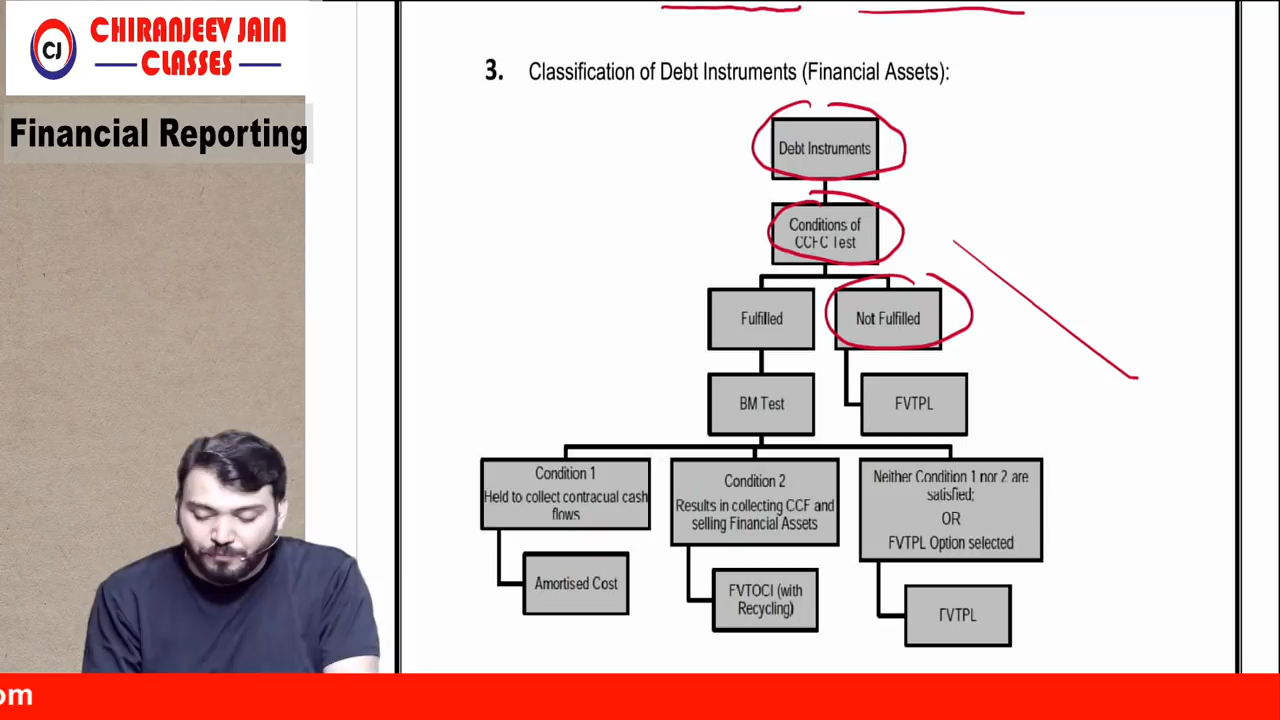 CHIRANJEEV JAIN
CJ
CLASSES
Financial Reporting
3. Classification of Debt Instruments (Financial Assets):
Debt Instruments
Conditions of
CCFC Test
Fulfilled
Not Fulfilled
BM Test
FVTPL
Condition 1
Held to collect contracual cash
flows
Condition 2
Results in collecting CCF and
selling Financial Assets
Neither Condition 1 nor 2 are
satisfied;
OR
FVTPL Option selected
Amortised Cost
FVTOCI (with
Recycling)
FVTPL
om